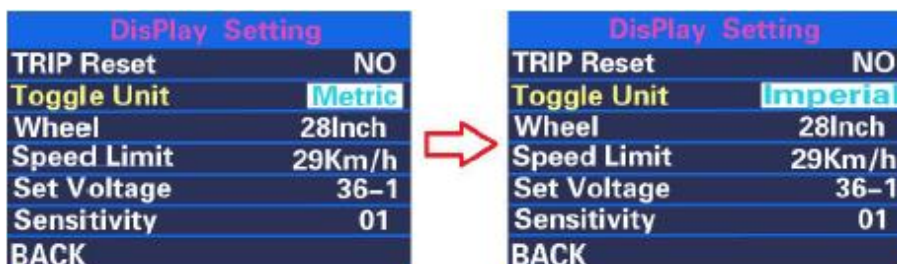 DisPlay Setting
TRIP Reset NO
Toggle Unit Metric
Wheel 28Inch
Speed Limit 29Km/h
Set Voltage 36-1
Sensitivity 01
BACK
DisPlay Setting
TRIP Reset NO
Toggle Unit Imperial
Wheel 28Inch
Speed Limit 29Km/h
Set Voltage 36-1
Sensitivity 01
BACK